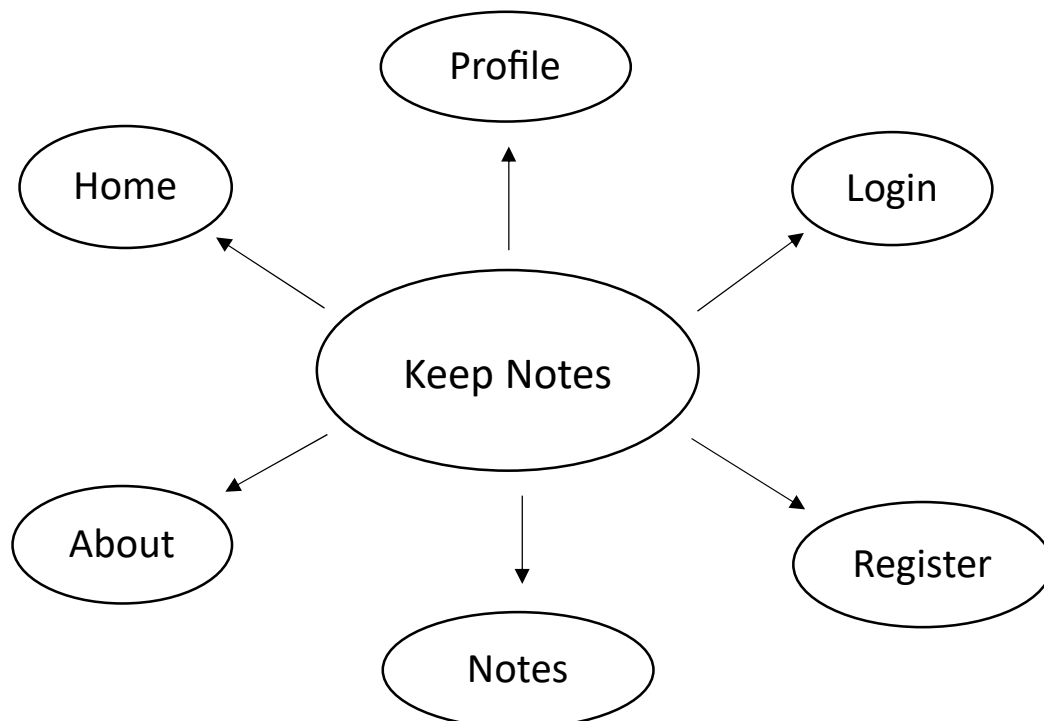 Profile
Home
Login
Keep Notes
About
Register
Notes